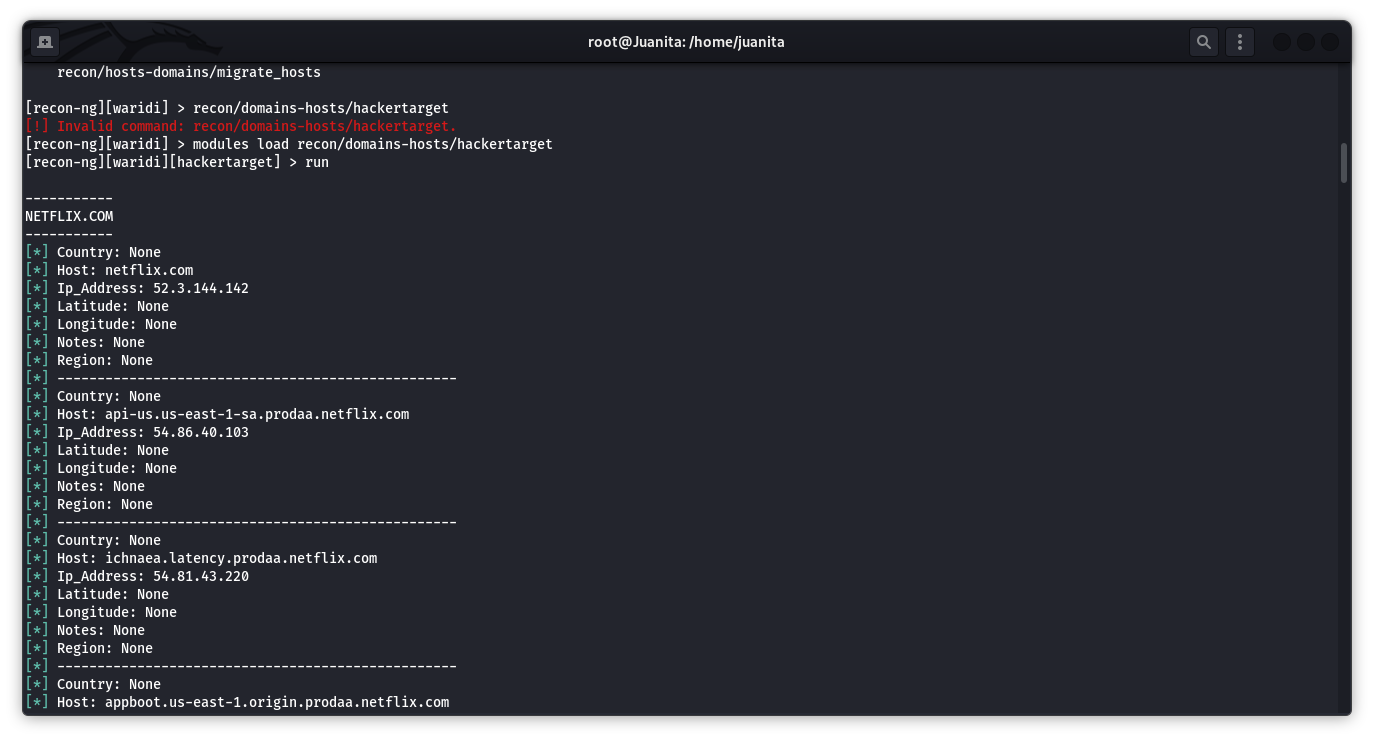 root@Juanita: /home/juanita
recon/hosts-domains/migrate_hosts
[recon-ng][waridi] > recon/domains-hosts/hackertarget
[!] Invalid command: recon/domains-hosts/hackertarget.
[recon-ng][waridi] > modules load recon/domains-hosts/hackertarget
[recon-ng][waridi][hackertarget] > run
-----------
NETFLIX.COM
-----------
[*] Country: None
[*] Host: netflix.com
[*] Ip_Address: 52.3.144.142
[*] Latitude: None
[*] Longitude: None
[*] Notes: None
[*] Region: None
[*] --------------------------------------------------
[*] Country: None
[*] Host: api-us.us-east-1-sa.prodaa.netflix.com
[*] Ip_Address: 54.86.40.103
[*] Latitude: None
[*] Longitude: None
[*] Notes: None
[*] Region: None
[*] --------------------------------------------------
[*] Country: None
[*] Host: ichnaea.latency.prodaa.netflix.com
[*] Ip_Address: 54.81.43.220
[*] Latitude: None
[*] Longitude: None
[*] Notes: None
[*] Region: None
[*] --------------------------------------------------
[*] Country: None
[*] Host: appboot.us-east-1.origin.prodaa.netflix.com